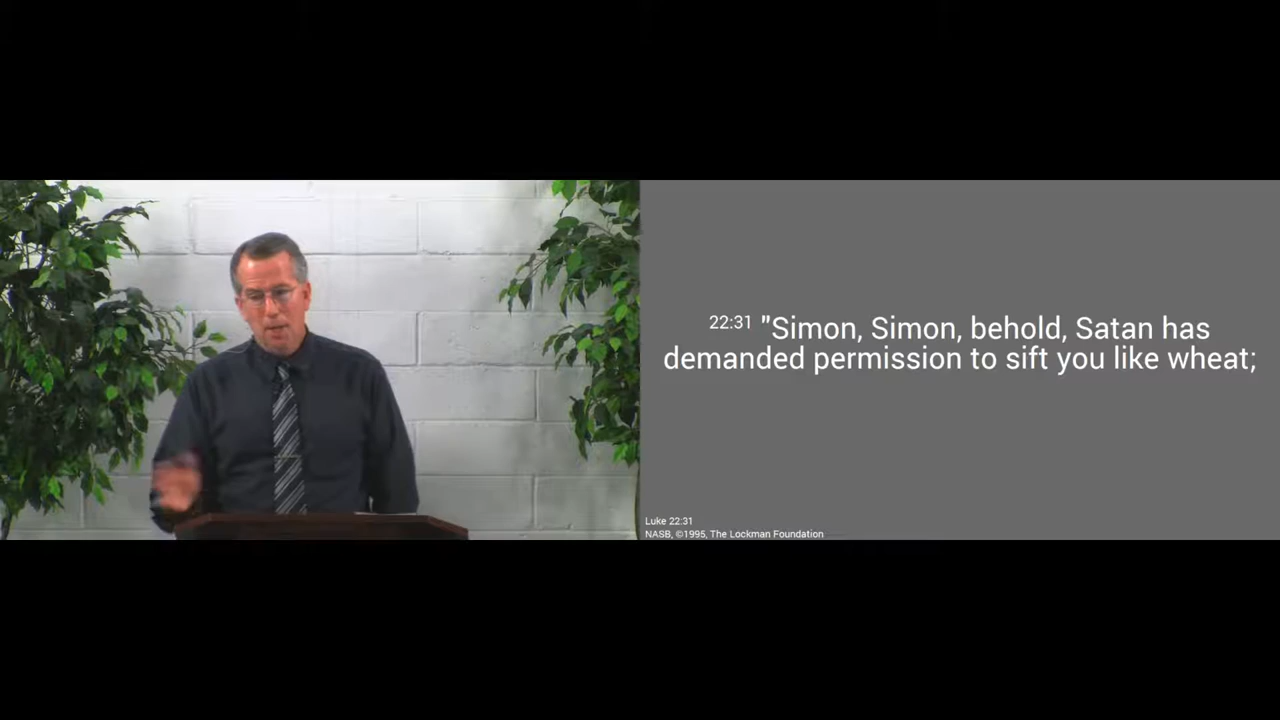 22:31 "Simon, Simon, behold, Satan has
demanded permission to sift you like wheat;
Luke 22:31
NASB, ©1995, The Lockman Foundation